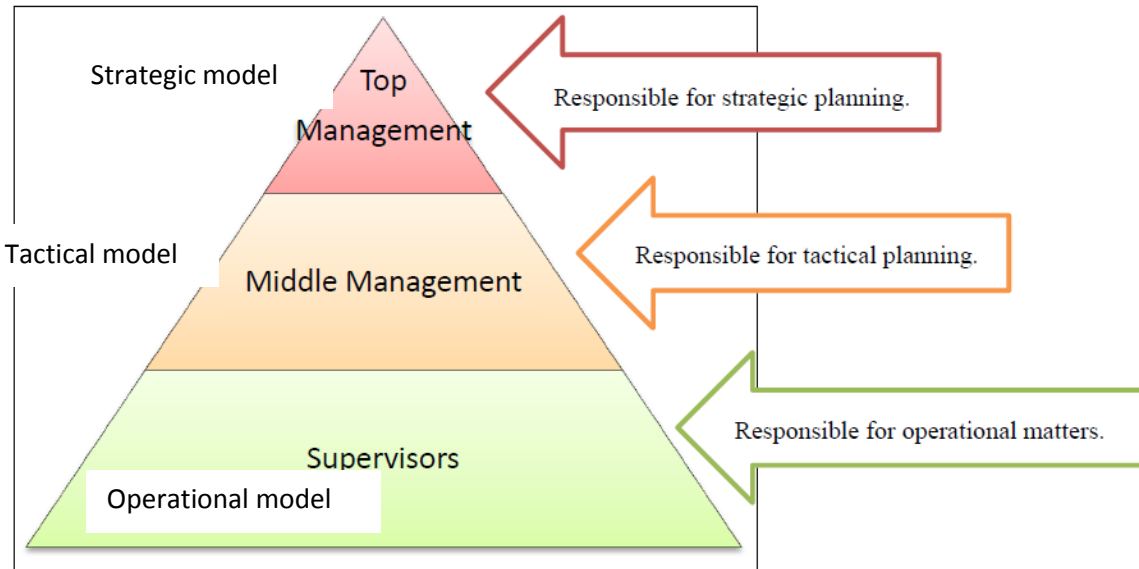 Strategic model
Top
Management
Responsible for strategic planning.
Tactical model
Middle Management
Responsible for tactical planning.
Supervisors
Operational model
Responsible for operational matters.